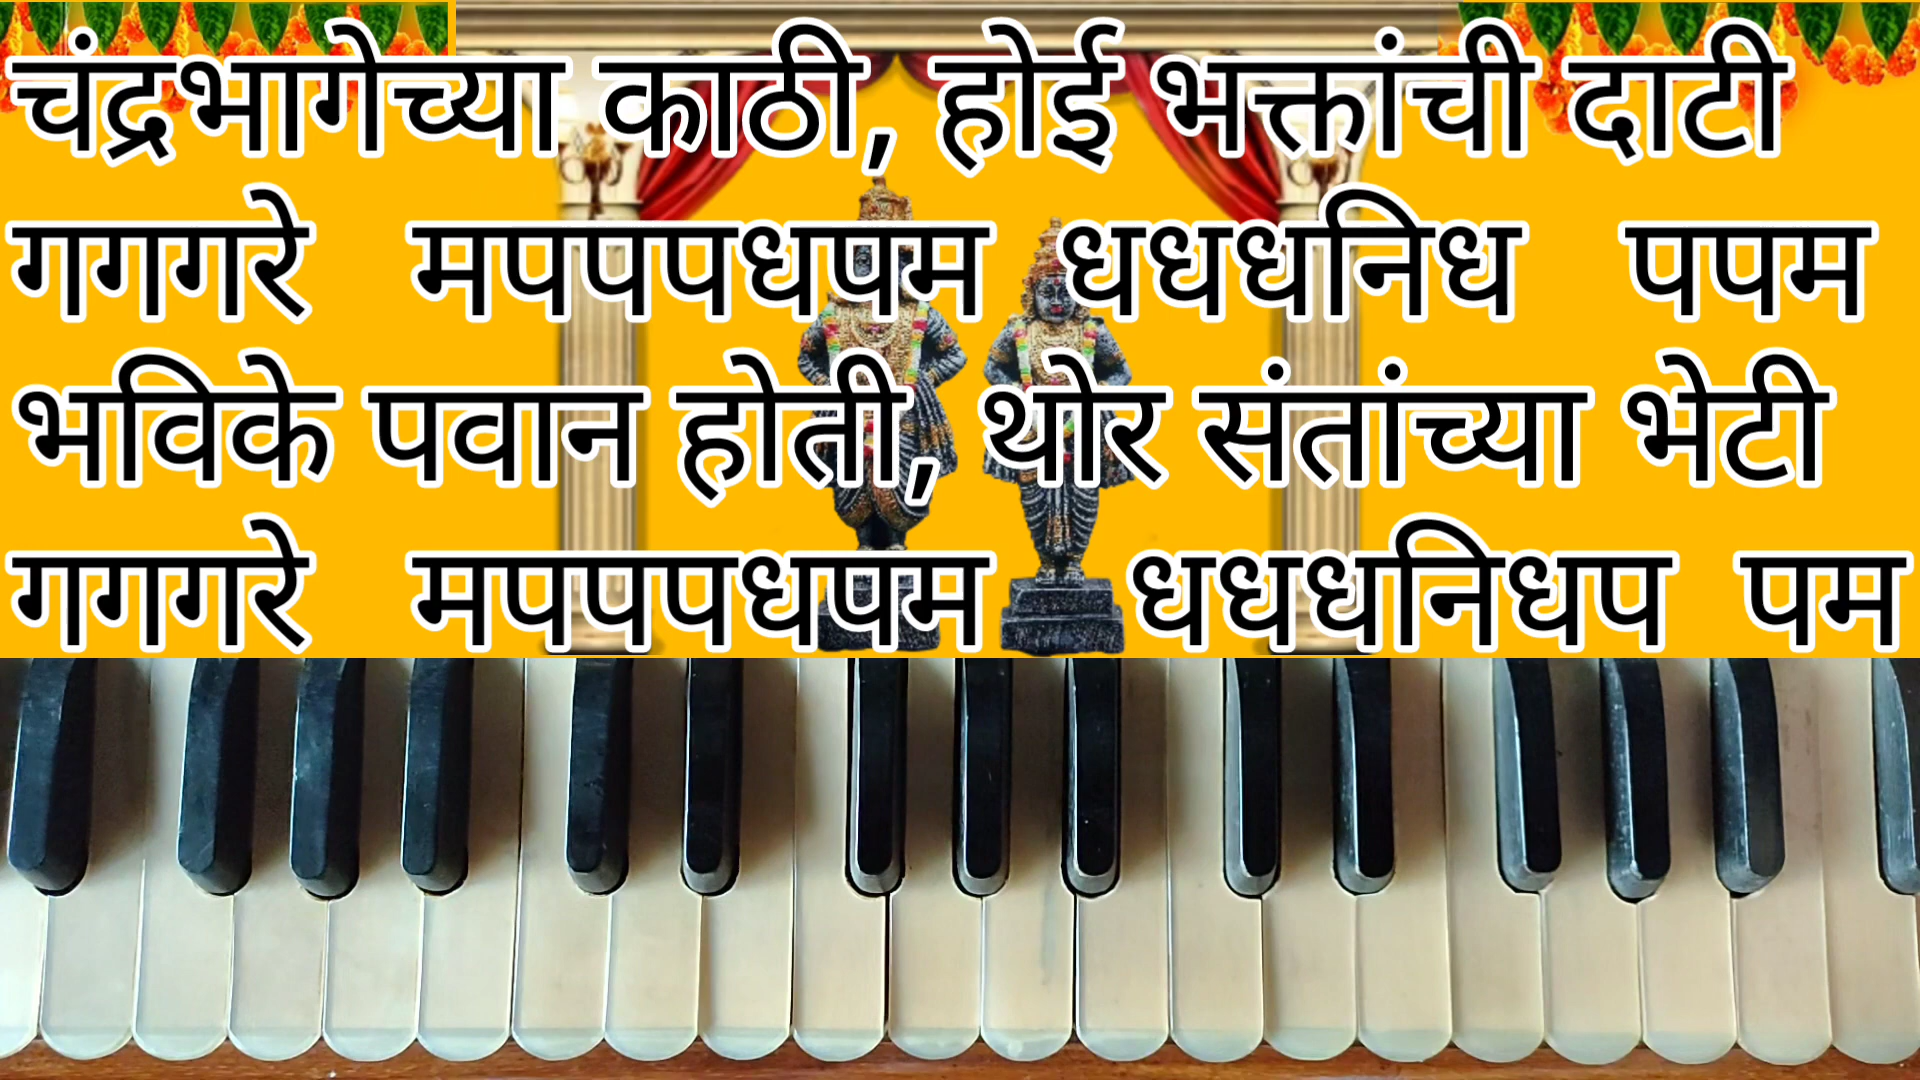 चंद्रभागेच्या काठी, होई भक्तांची दाटी
गगगरे मपपपधपम धधधनिध पपम
भविके पवान होती, थोर संतांच्या भेटी
गगगरे मपपपधपम धधधनिधप पम